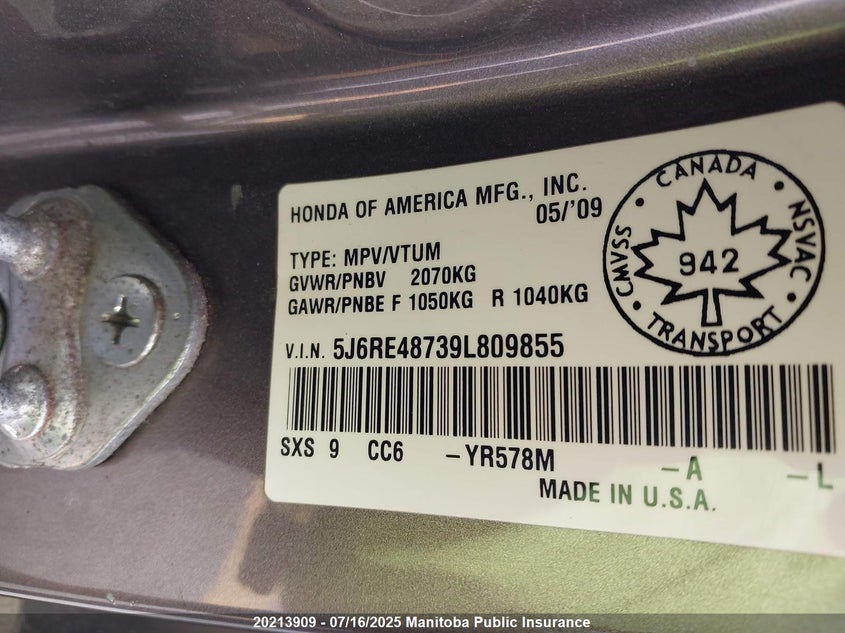 HONDA OF AMERICA MFG., INC.
05/'09
TYPE: MPV/VTUM
GVWR/PNBV 2070KG
GAWR/PNBE F 1050KG R 1040KG
V.I.N. 5J6RE48739L809855
SXS 9 CC6 -YR578M -A -L
MADE IN U.S.A.
CANADA
CMVSS 942 NSVAC
TRANSPORT
20213909 - 07/16/2025 Manitoba Public Insurance